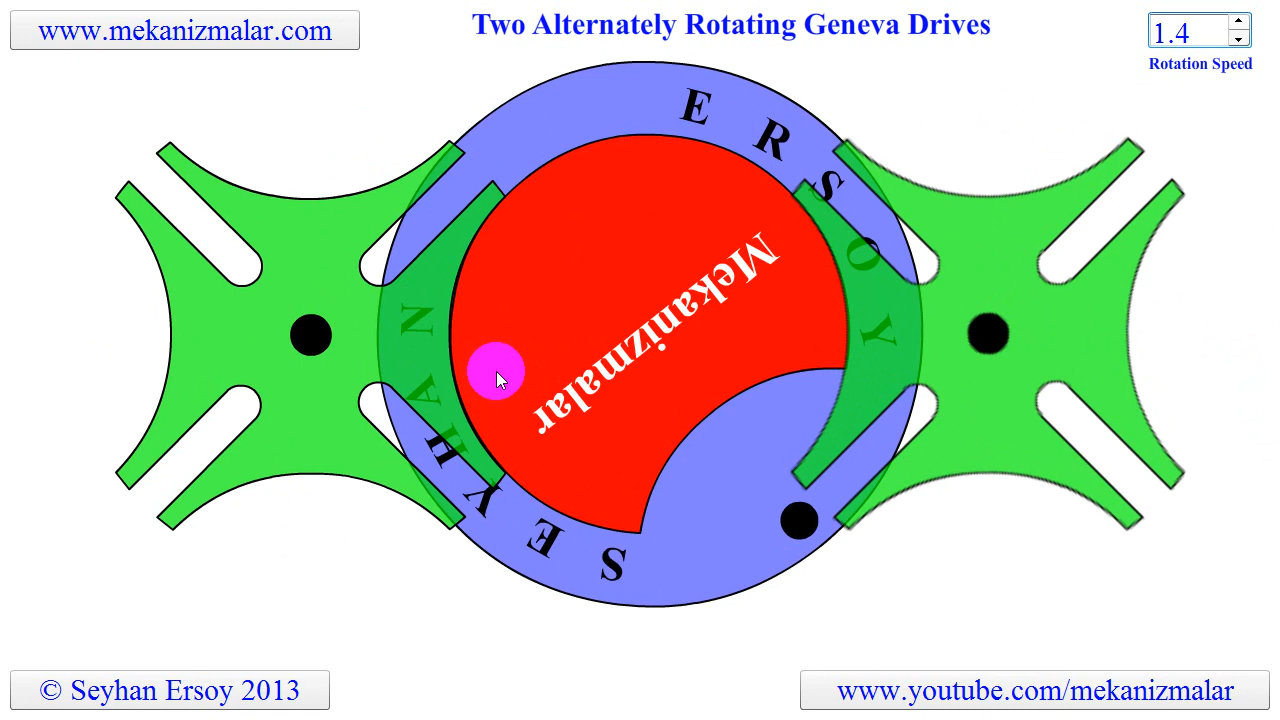 www.mekanizmalar.com
Two Alternately Rotating Geneva Drives
1.4
Rotation Speed
SEYHAN
ERSOY
Mekanizmalar
© Seyhan Ersoy 2013
www.youtube.com/mekanizmalar